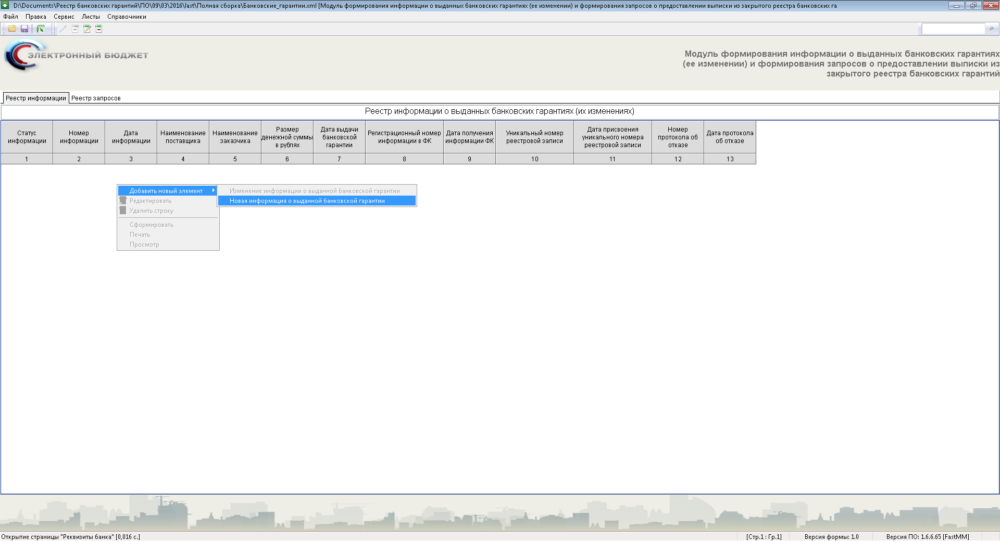 D:\Documents\Реестр банковских гарантий\ПО\09\03\2016\last\Полная сборка\Банковские_гарантии.xml [Модуль формирования информации о выданных банковских гарантиях (ее изменении) и формирования запросов о предоставлении выписки из закрытого реестра банковских га
Файл Правка Сервис Листы Справочники
ЭЛЕКТРОННЫЙ БЮДЖЕТ
Модуль формирования информации о выданных банковских гарантиях
(ее изменении) и формирования запросов о предоставлении выписки из
закрытого реестра банковских гарантий
Реестр информации Реестр запросов
Реестр информации о выданных банковских гарантиях (их изменениях)
Статус
информации
Номер
информации
Дата
информации
Наименование
поставщика
Наименование
заказчика
Размер
денежной суммы
в рублях
Дата выдачи
банковской
гарантии
Регистрационный номер
информации в ФК
Дата получения
информации ФК
Уникальный номер
реестровой записи
Дата присвоения
уникального номера
реестровой записи
Номер
протокола об
отказе
Дата протокола
об отказе
1 2 3 4 5 6 7 8 9 10 11 12 13
Добавить новый элемент
Редактировать
Удалить строку
Сформировать
Печать
Просмотр
Изменение информации о выданной банковской гарантии
Новая информация о выданной банковской гарантии
Открытие страницы "Реквизиты банка" [0,016 с.]
[Стр.1 : Гр.1] Версия формы: 1.0 Версия ПО: 1.6.6.65 [FastMM]